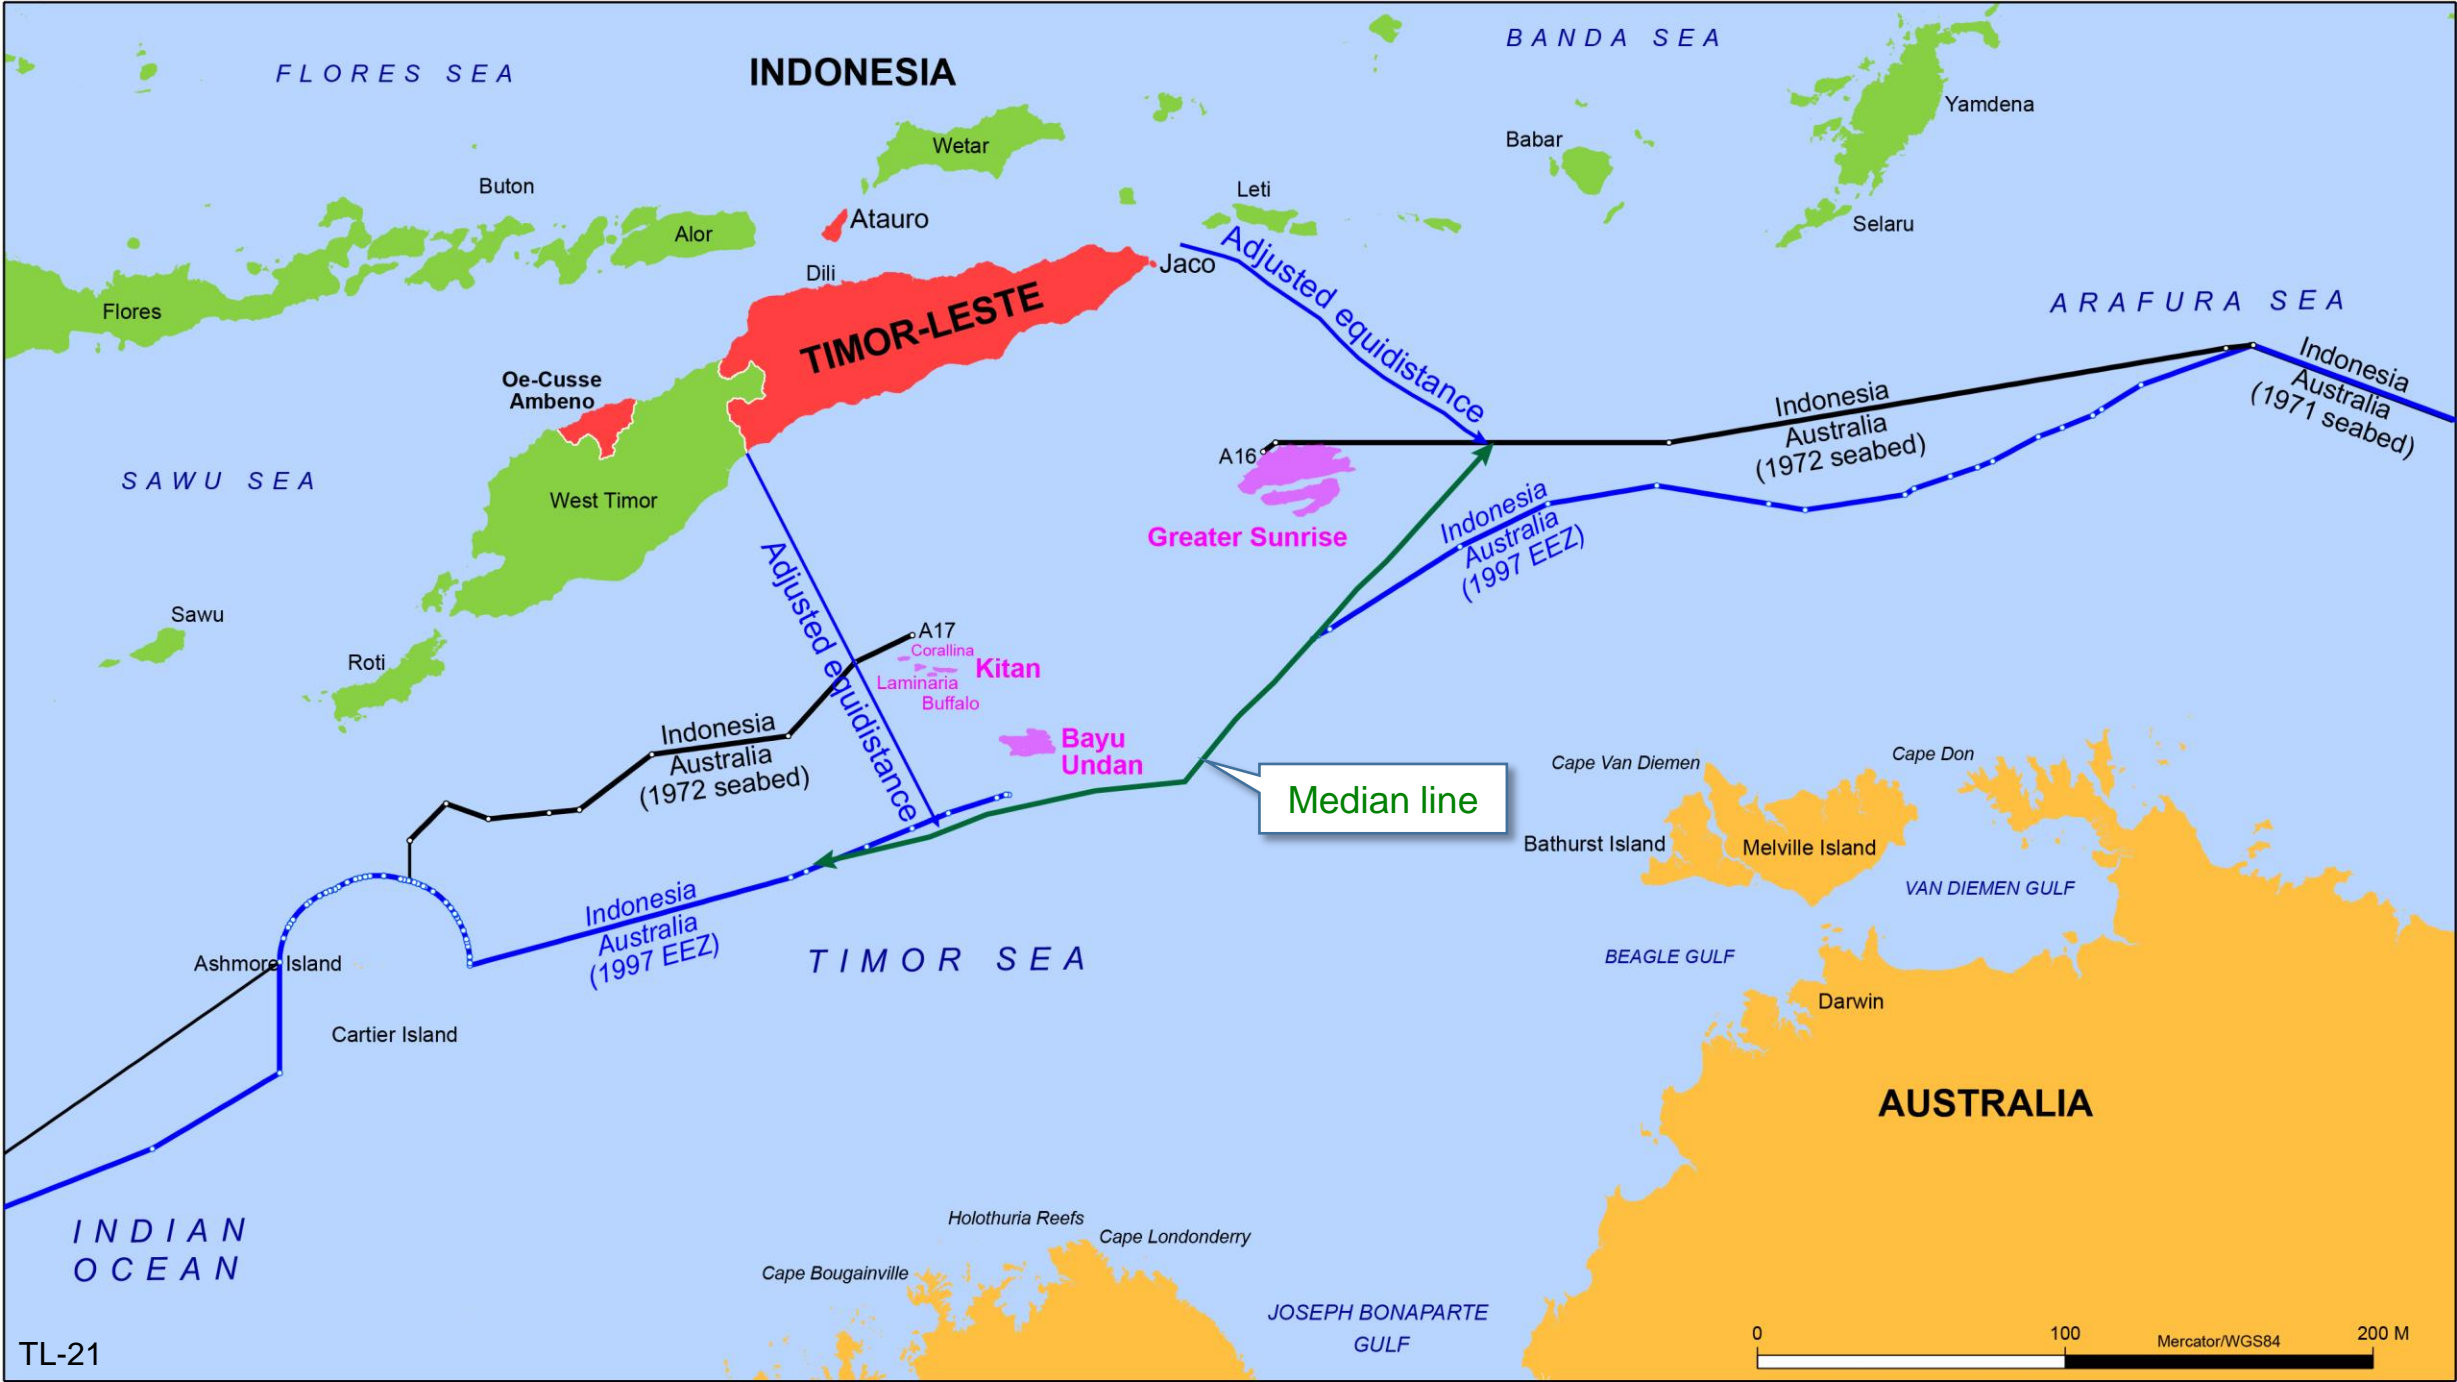 FLORES SEA
INDONESIA
BANDA SEA
Yamdena
Babar
Wetar
Buton
Leti
Atauro
Selaru
Alor
Adjusted equidistance
Jaco
Dili
ARAFURA SEA
Flores
TIMOR-LESTE
Indonesia
Australia
(1971 seabed)
Oe-Cusse
Ambeno
Indonesia
Australia
(1972 seabed)
A16
SAWU SEA
West Timor
Indonesia
Australia
(1997 EEZ)
Greater Sunrise
Adjusted equidistance
Sawu
A17
Corallina
Kitan
Roti
Laminaria
Buffalo
Indonesia
Australia
(1972 seabed)
Bayu
Undan
Cape Van Diemen
Cape Don
Median line
Bathurst Island
Melville Island
VAN DIEMEN GULF
Indonesia
Australia
(1997 EEZ)
TIMOR SEA
BEAGLE GULF
Ashmore Island
Darwin
Cartier Island
AUSTRALIA
INDIAN
OCEAN
Holothuria Reefs
Cape Londonderry
Cape Bougainville
JOSEPH BONAPARTE
GULF
0 100 200 M
Mercator/WGS84
TL-21